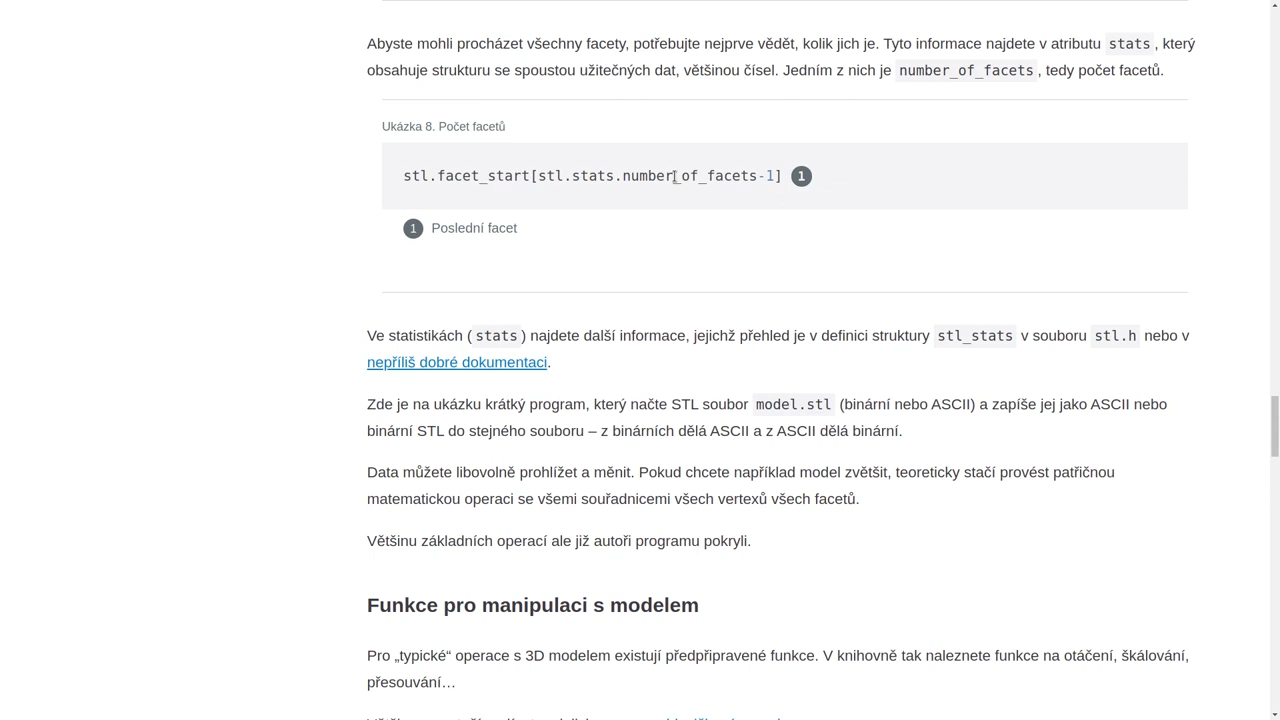 Abyste mohli procházet všechny facety, potřebujte nejprve vědět, kolik jich je. Tyto informace najdete v atributu stats, který
obsahuje strukturu se spoustou užitečných dat, většinou čísel. Jedním z nich je number_of_facets, tedy počet facetů.
Ukázka 8. Počet facetů
stl.facet_start[stl.stats.number_of_facets-1] 1
1 Poslední facet
Ve statistikách (stats) najdete další informace, jejichž přehled je v definici struktury stl_stats v souboru stl.h nebo v
nepříliš dobré dokumentaci.
Zde je na ukázku krátký program, který načte STL soubor model.stl (binární nebo ASCII) a zapíše jej jako ASCII nebo
binární STL do stejného souboru – z binárních dělá ASCII a z ASCII dělá binární.
Data můžete libovolně prohlížet a měnit. Pokud chcete například model zvětšit, teoreticky stačí provést patřičnou
matematickou operaci se všemi souřadnicemi všech vertexů všech facetů.
Většinu základních operací ale již autoři programu pokryli.
Funkce pro manipulaci s modelem
Pro „typické“ operace s 3D modelem existují předpřipravené funkce. V knihovně tak naleznete funkce na otáčení, škálování,
přesouvání…